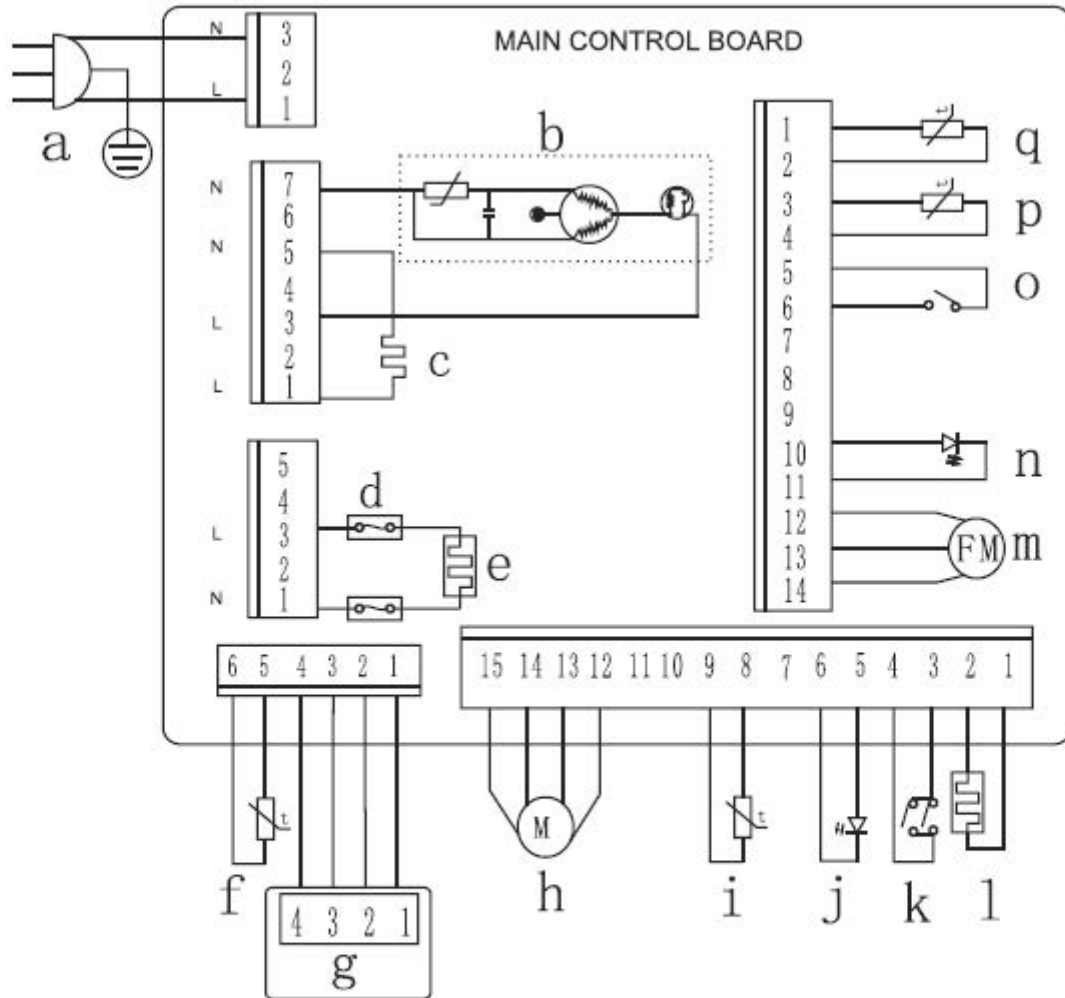 MAIN CONTROL BOARD
N
3
2
L
1
a
b
N
7
6
N
5
4
L
3
2
L
1
c
5
4
L
3
2
N
1
d
e
1
2
3
4
5
6
7
8
9
10
11
12
13
14
t
q
t
p
o
n
FM
m
6 5 4 3 2 1
15 14 13 12 11 10 9 8 7 6 5 4 3 2 1
t
f
4 3 2 1
g
M
h
t
i
j
k
l